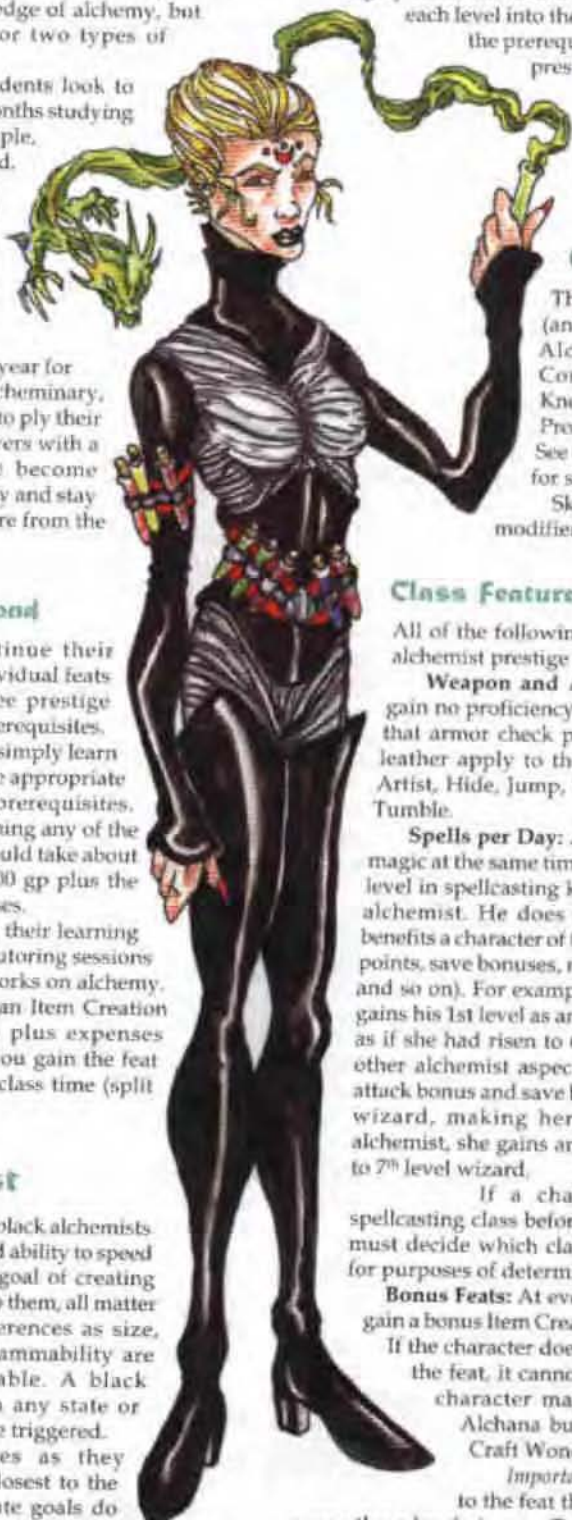 edge of alchemy, but
or two types of
dents look to
nths studying
ple,
d.
year for
cheminary,
to ply their
vers with a
become
y and stay
re from the
ond
tinue their
vidual feats
ee prestige
erequisites.
simply learn
e appropriate
prerequisites.
ning any of the
ould take about
00 gp plus the
ses.
their learning
utoring sessions
orks on alchemy.
an Item Creation
plus expenses
ou gain the feat
class time (split
st
black alchemists
d ability to speed
goal of creating
o them, all matter
erences as size,
ammability are
able. A black
any state or
e triggered.
es as they
losest to the
te goals do
each level into the
the prerequ
pres
Th
(an
Alc
Con
Kn
Pro
See
for s
Sk
modifier
Class Feature
All of the following
alchemist prestige
Weapon and A
gain no proficiency
that armor check p
leather apply to th
Artist, Hide, Jump,
Tumble.
Spells per Day:
magic at the same tim
level in spellcasting
alchemist. He does
benefits a character of
points, save bonuses,
and so on). For examp
gains his 1st level as an
as if she had risen to
other alchemist aspec
attack bonus and save
wizard, making her
alchemist, she gains a
to 7th level wizard.
If a cha
spellcasting class befor
must decide which cla
for purposes of determ
Bonus Feats: At eve
gain a bonus Item Crea
If the character doe
the feat, it canno
character ma
Alchana bu
Craft Won
Importa
to the feat th